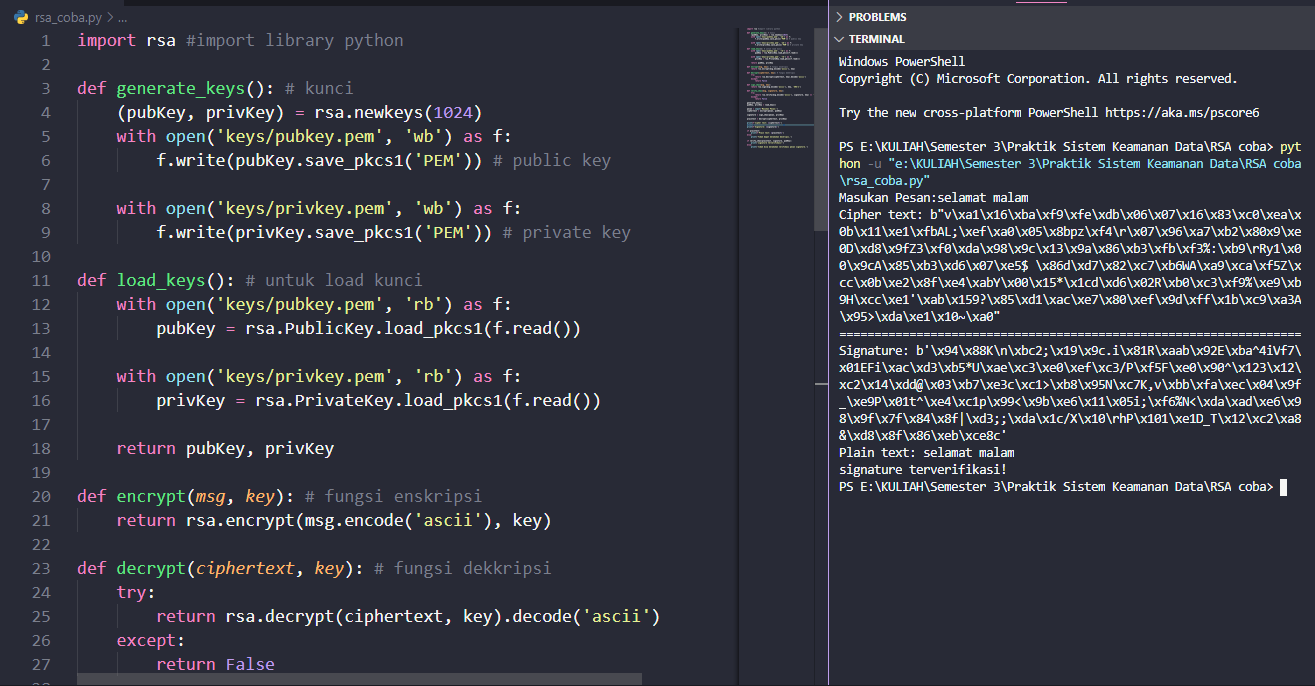 rsa_coba.py > ...
1 import rsa #import library python
2
3 def generate_keys(): # kunci
4     (pubKey, privKey) = rsa.newkeys(1024)
5     with open('keys/pubkey.pem', 'wb') as f:
6         f.write(pubKey.save_pkcs1('PEM')) # public key
7
8     with open('keys/privkey.pem', 'wb') as f:
9         f.write(privKey.save_pkcs1('PEM')) # private key
10
11 def load_keys(): # untuk load kunci
12     with open('keys/pubkey.pem', 'rb') as f:
13         pubKey = rsa.PublicKey.load_pkcs1(f.read())
14
15     with open('keys/privkey.pem', 'rb') as f:
16         privKey = rsa.PrivateKey.load_pkcs1(f.read())
17
18     return pubKey, privKey
19
20 def encrypt(msg, key): # fungsi enskripsi
21     return rsa.encrypt(msg.encode('ascii'), key)
22
23 def decrypt(ciphertext, key): # fungsi dekkripsi
24     try:
25         return rsa.decrypt(ciphertext, key).decode('ascii')
26     except:
27         return False
PROBLEMS
TERMINAL
Windows PowerShell
Copyright (C) Microsoft Corporation. All rights reserved.
Try the new cross-platform PowerShell https://aka.ms/pscore6
PS E:\KULIAH\Semester 3\Praktik Sistem Keamanan Data\RSA coba> pyt
hon -u "e:\KULIAH\Semester 3\Praktik Sistem Keamanan Data\RSA coba
\rsa_coba.py"
Masukan Pesan:selamat malam
Cipher text: b"v\xa1\x16\xba\xf9\xfe\xdb\x06\x07\x16\x83\xc0\xea\x
0b\x11\xe1\xfbAL;\xef\xa0\x05\x8bpz\xf4\r\x07\x96\xa7\xb2\x80x9\xe
0D\xd8\x9fZ3\xf0\xda\x98\x9c\x13\x9a\x86\xb3\xfb\xf3%:\xb9\rRy1\x0
0\x9cA\x85\xb3\xd6\x07\xe5$ \x86d\xd7\x82\xc7\xb6WA\xa9\xca\xf5Z\x
cc\x0b\xe2\x8f\xe4\xabY\x00\x15*\x1cd\xd6\x02R\xb0\xc3\xf9%\xe9\xb
9H\xcc\xe1'\xab\x159?\x85\xd1\xac\xe7\x80\xef\x9d\xff\x1b\xc9\xa3A
\x95>\xda\xe1\x10~\xa0"
==================================================================
Signature: b'\x94\x88K\n\xbc2;\x19\x9c.i\x81R\xaab\x92E\xba^4iVf7\
x01EFi\xac\xd3\xb5*U\xae\xc3\xe0\xef\xc3/P\xf5F\xe0\x90^\x123\x12\
xc2\x14\xdd@\x03\xb7\xe3c\xc1>\xb8\x95N\xc7K,v\xbb\xfa\xec\x04\x9f
_\xe9P\x01t^\xe4\xc1p\x99<\x9b\xe6\x11\x05i;\xf6%N<\xda\xad\xe6\x9
8\x9f\x7f\x84\x8f|\xd3;;\xda\x1c/X\x10\rhP\x101\xe1D_T\x12\xc2\xa8
&\xd8\x8f\x86\xeb\xce8c'
Plain text: selamat malam
signature terverifikasi!
PS E:\KULIAH\Semester 3\Praktik Sistem Keamanan Data\RSA coba>